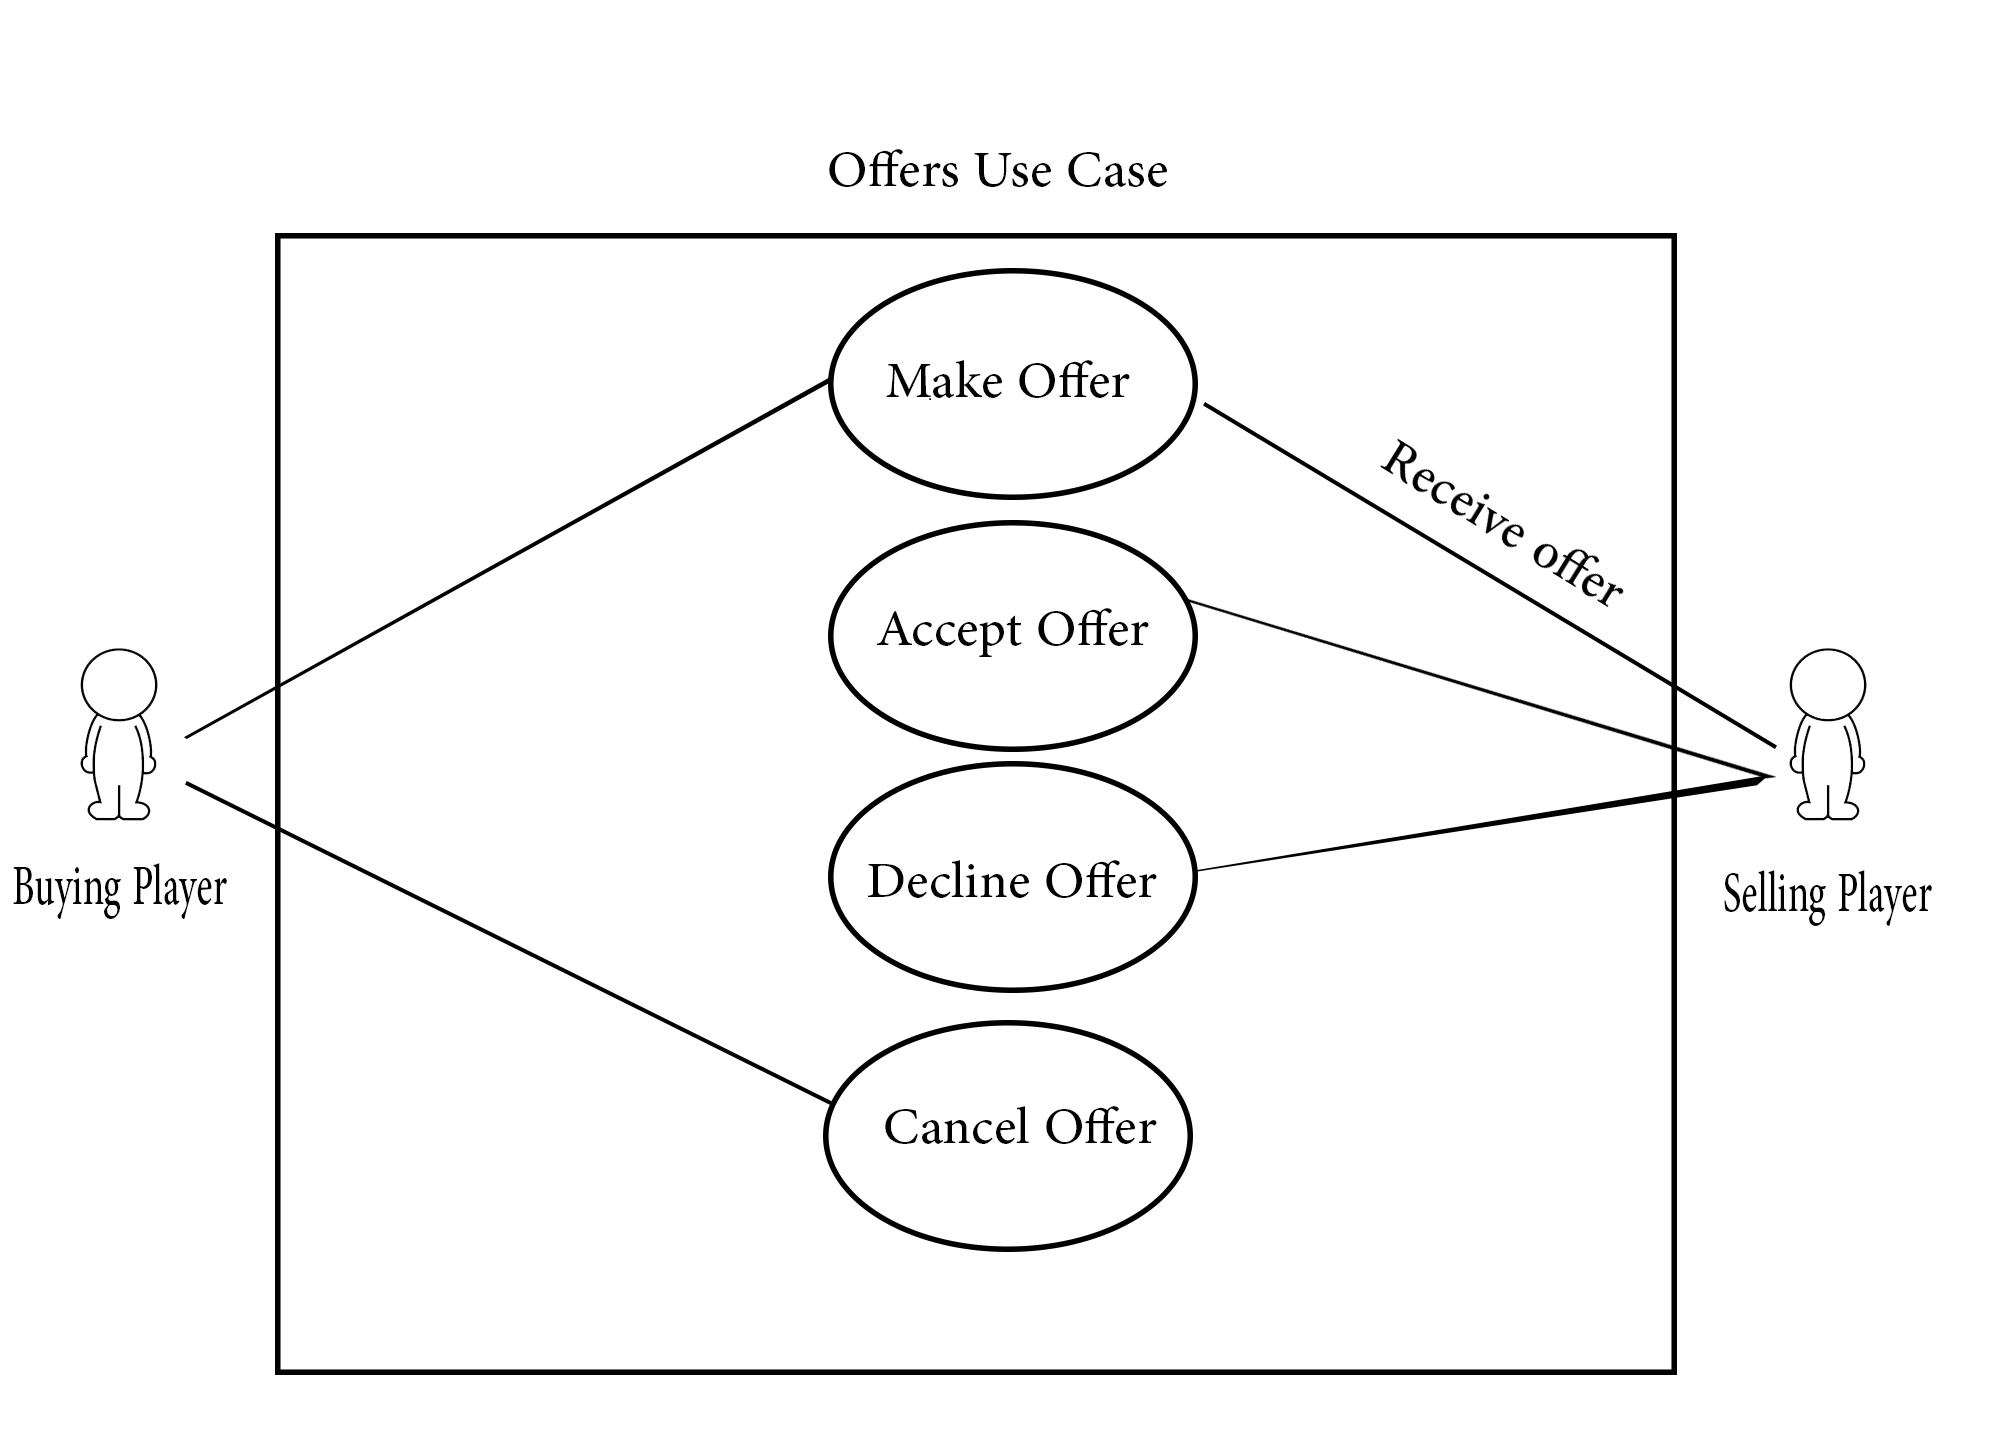 Offers Use Case
Make Offer
Receive offer
Accept Offer
Buying Player
Decline Offer
Selling Player
Cancel Offer